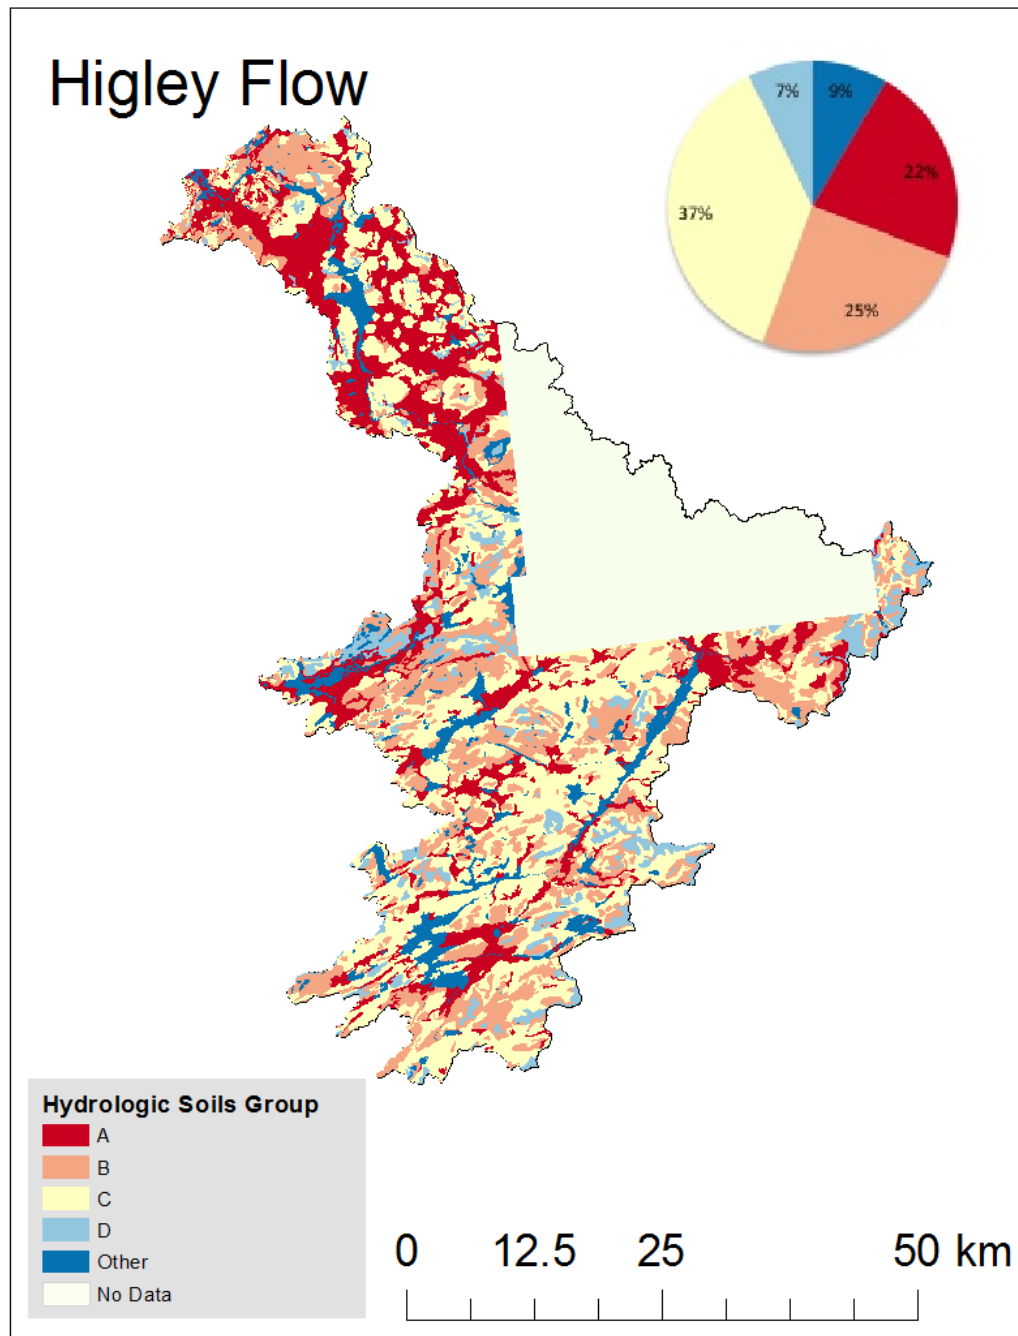 Higley Flow
7%
9%
22%
37%
25%
Hydrologic Soils Group
A
B
C
D
Other
No Data
0 12.5 25 50 km